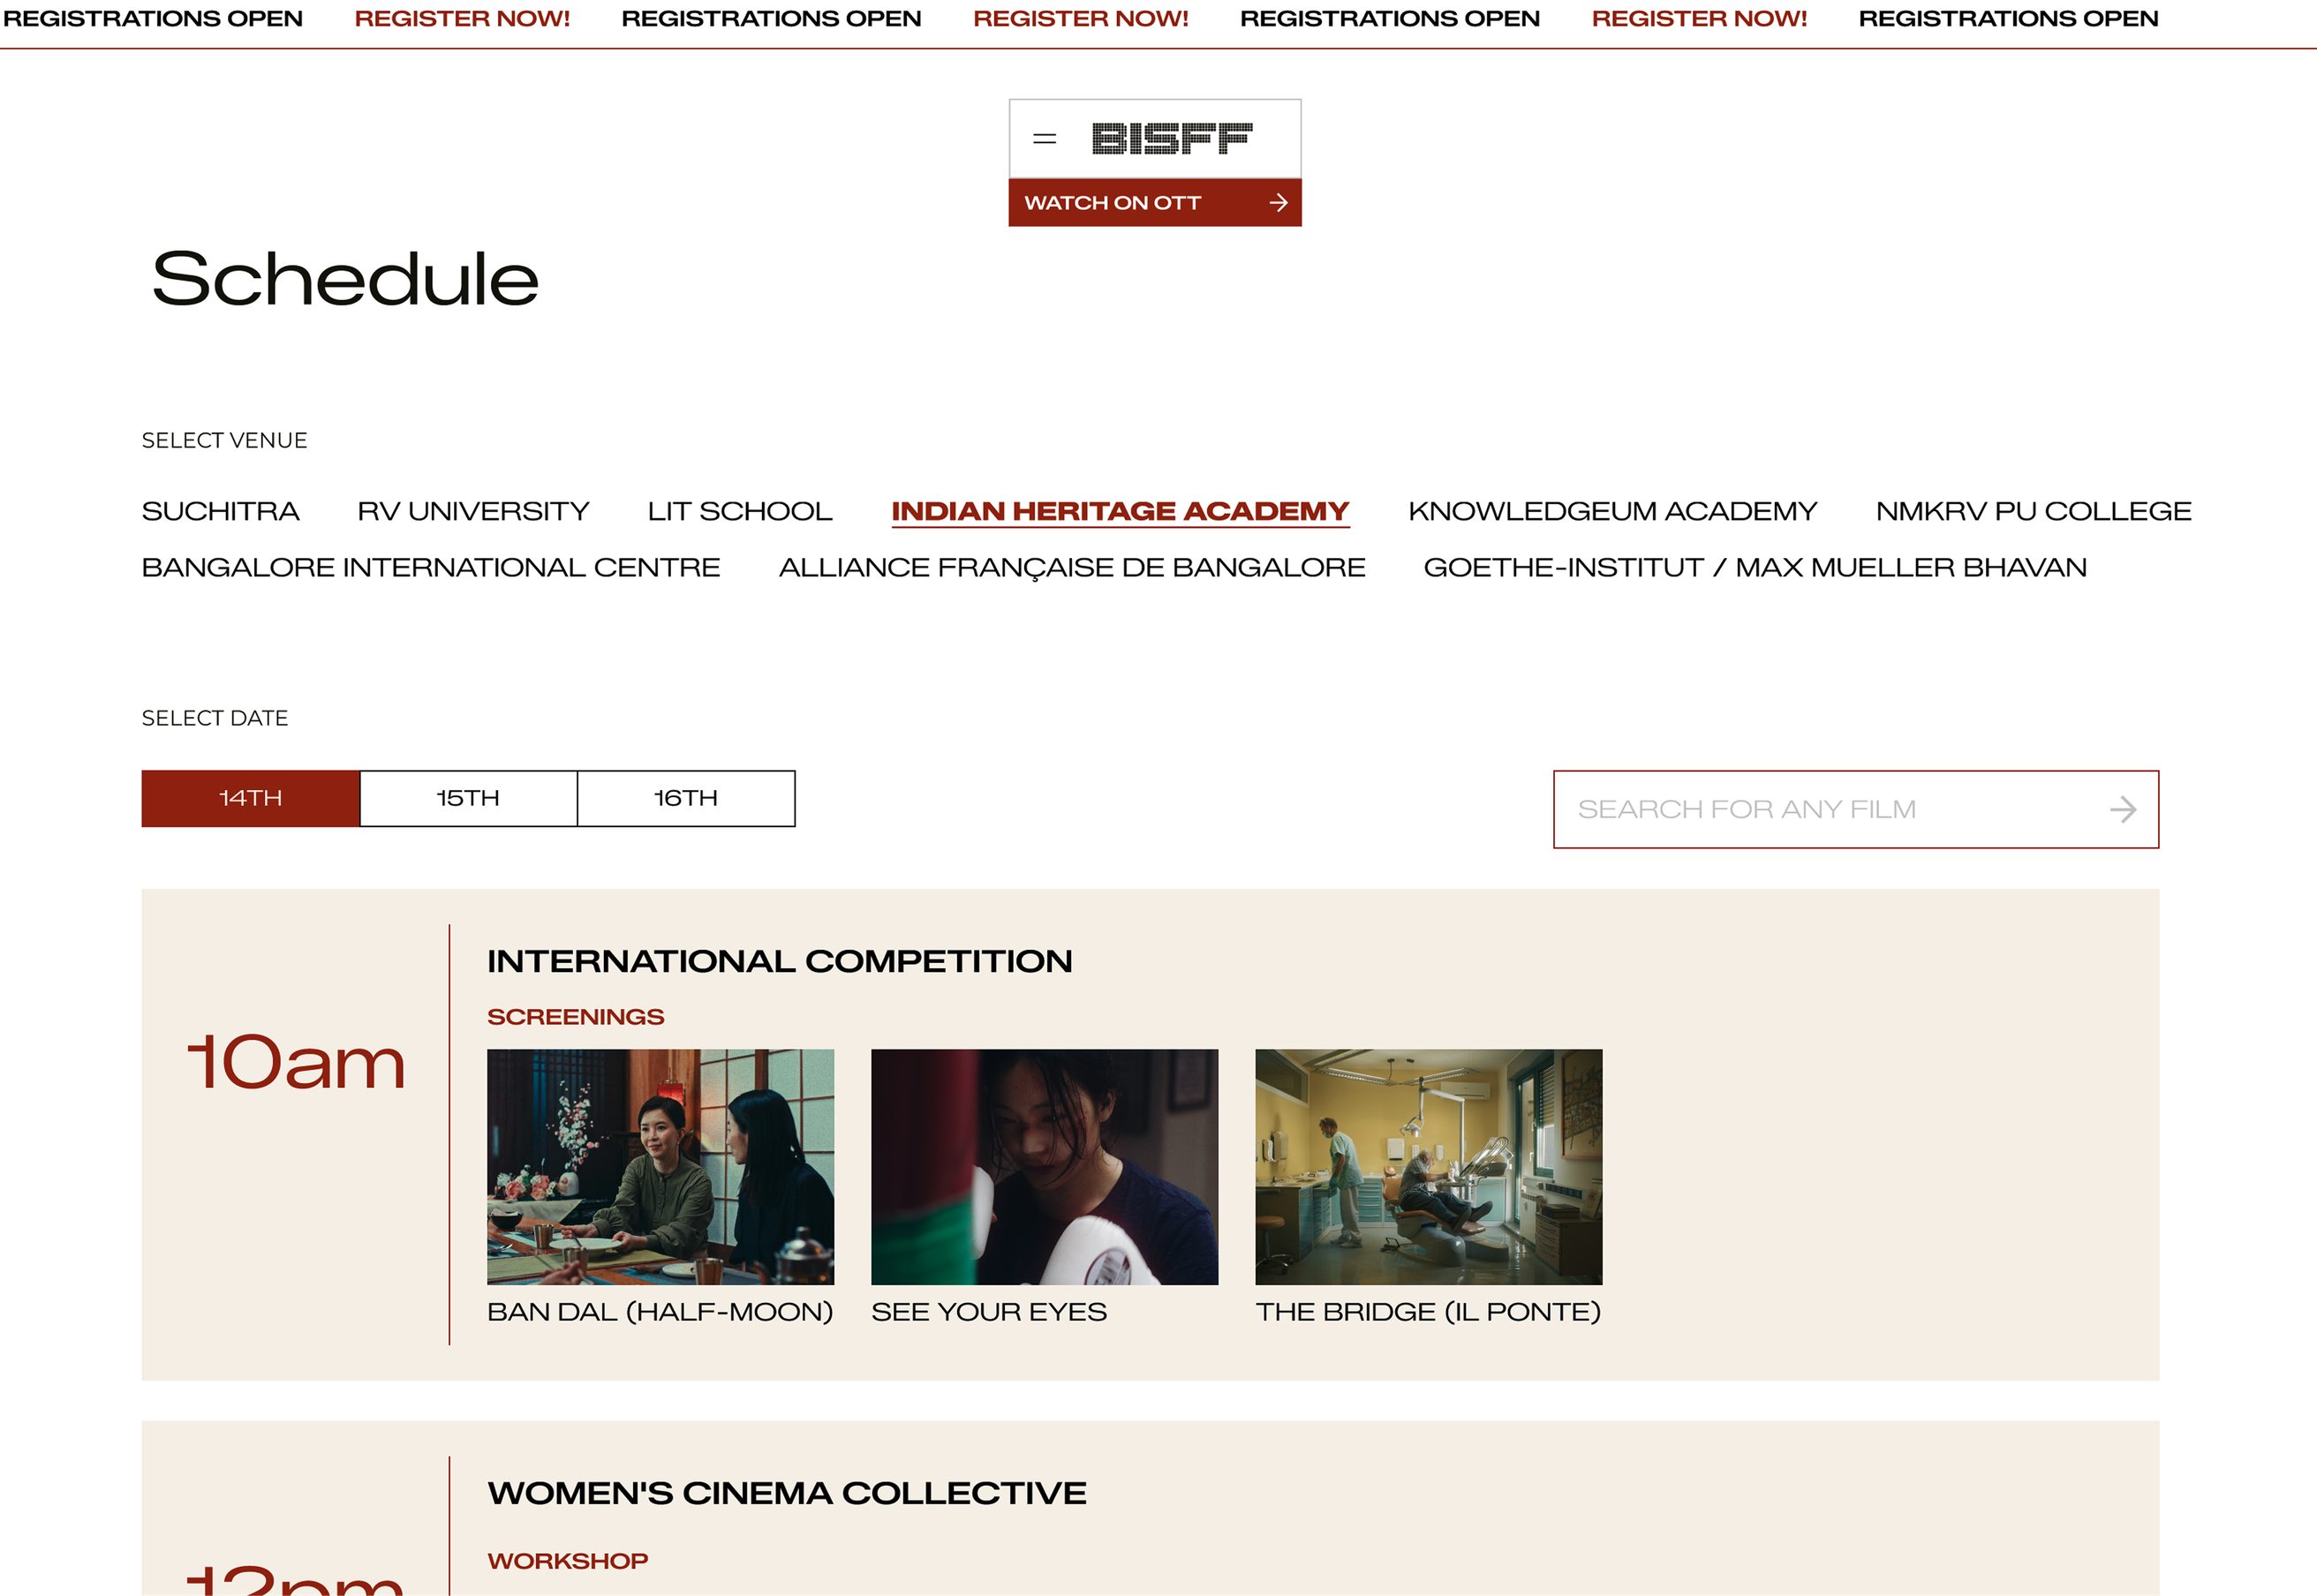 REGISTRATIONS OPEN REGISTER NOW! REGISTRATIONS OPEN REGISTER NOW! REGISTRATIONS OPEN REGISTER NOW! REGISTRATIONS OPEN
BISFF
WATCH ON OTT
Schedule
SELECT VENUE
SUCHITRA RV UNIVERSITY LIT SCHOOL INDIAN HERITAGE ACADEMY KNOWLEDGEUM ACADEMY NMKRV PU COLLEGE
BANGALORE INTERNATIONAL CENTRE ALLIANCE FRANÇAISE DE BANGALORE GOETHE-INSTITUT / MAX MUELLER BHAVAN
SELECT DATE
14TH 15TH 16TH
SEARCH FOR ANY FILM
10am
INTERNATIONAL COMPETITION
SCREENINGS
BAN DAL (HALF-MOON) SEE YOUR EYES THE BRIDGE (IL PONTE)
12pm
WOMEN'S CINEMA COLLECTIVE
WORKSHOP